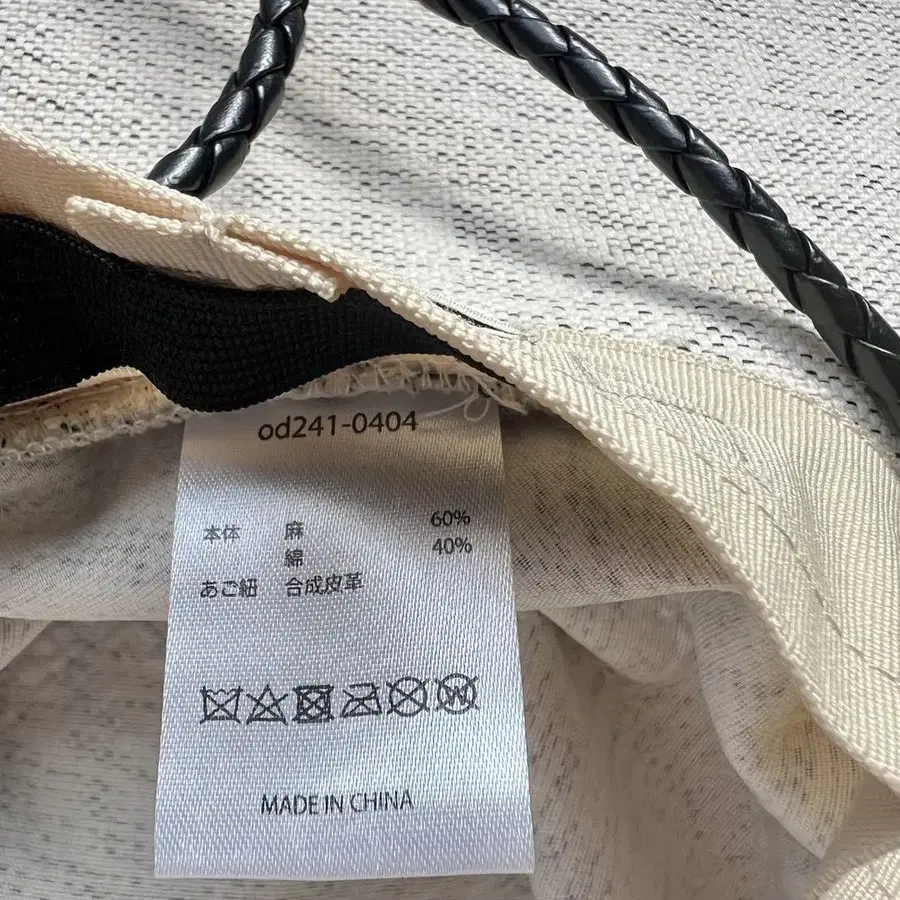 od241-0404
本体 麻 60%
綿 40%
あご紐 合成皮革
MADE IN CHINA